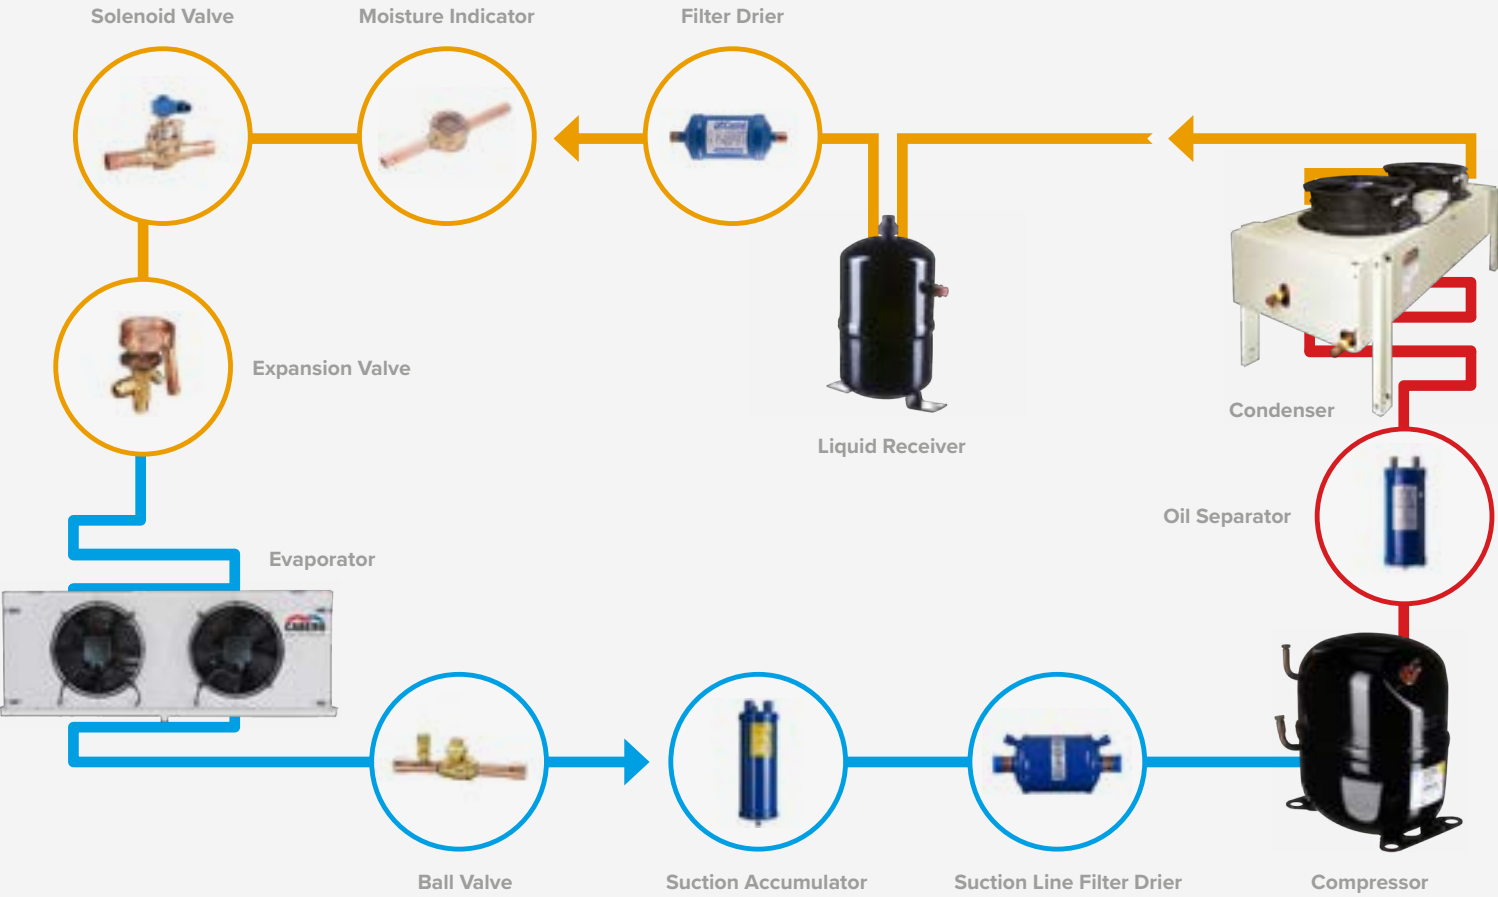 Solenoid Valve
Moisture Indicator
Filter Drier
Expansion Valve
Liquid Receiver
Condenser
Oil Separator
Evaporator
Ball Valve
Suction Accumulator
Suction Line Filter Drier
Compressor